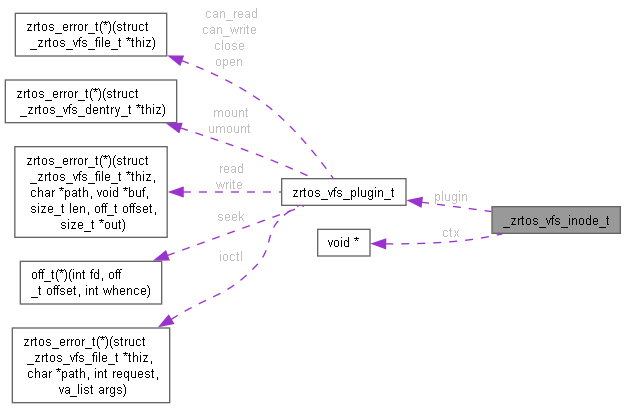 zrtos_error_t(*)(struct
_zrtos_vfs_file_t *thiz)
can_read
can_write
close
open
zrtos_error_t(*)(struct
_zrtos_vfs_dentry_t *thiz)
mount
umount
zrtos_error_t(*)(struct
_zrtos_vfs_file_t *thiz,
char *path, void *buf,
size_t len, off_t offset,
size_t *out)
read
write
zrtos_vfs_plugin_t
plugin
_zrtos_vfs_inode_t
void *
ctx
off_t(*)(int fd, off
_t offset, int whence)
seek
ioctl
zrtos_error_t(*)(struct
_zrtos_vfs_file_t *thiz,
char *path, int request,
va_list args)